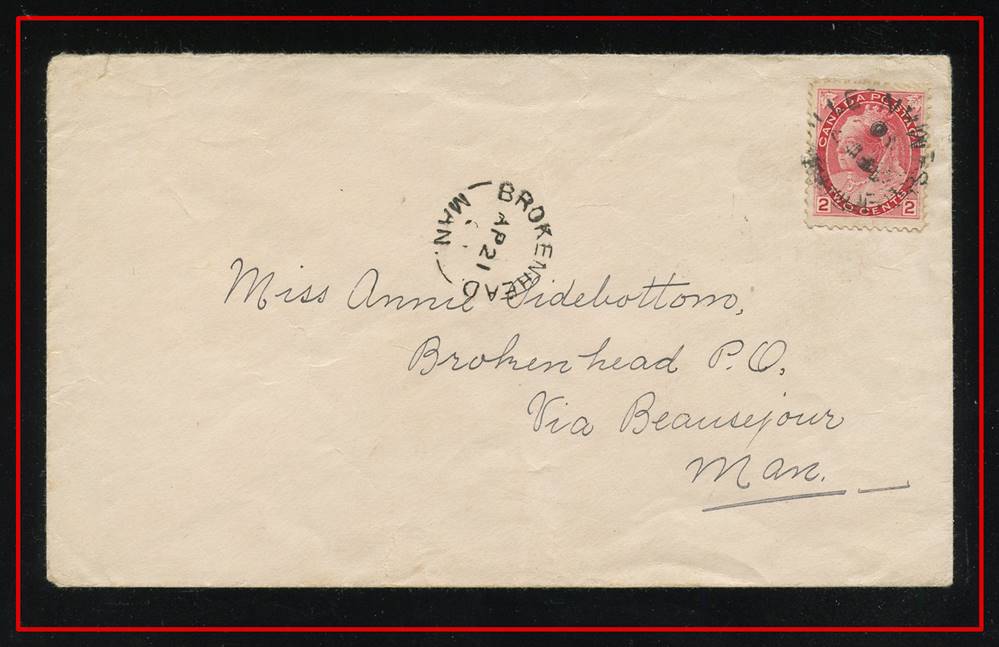 CANADA POSTAGE
TWO CENTS
2 2
BROKENHEAD
AP 21
MAN.
Miss Annie Sidebottom,
Brokenhead P.O.
Via Beausejour
Man.